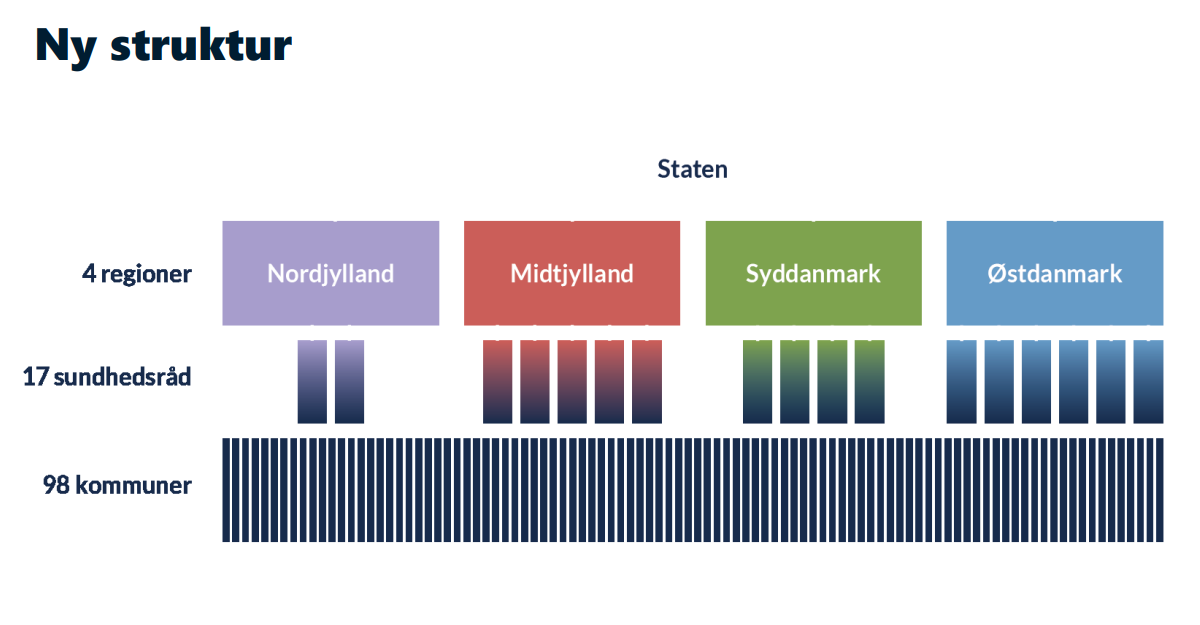 Ny struktur
Staten
4 regioner
Nordjylland
Midtjylland
Syddanmark
Østdanmark
17 sundhedsråd
98 kommuner